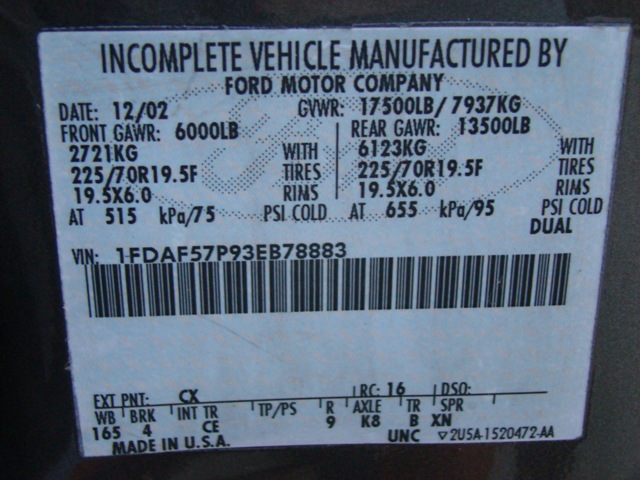 INCOMPLETE VEHICLE MANUFACTURED BY
FORD MOTOR COMPANY
DATE: 12/02 GVWR: 17500LB/ 7937KG
FRONT GAWR: 6000LB REAR GAWR: 13500LB
2721KG WITH 6123KG WITH
225/70R19.5F TIRES 225/70R19.5F TIRES
19.5X6.0 RIMS 19.5X6.0 RIMS
AT 515 kPa/75 PSI COLD AT 655 kPa/95 PSI COLD
DUAL
VIN: 1FDAF57P93EB78883
EXT PNT: CX RC: 16 DSO:
WB BRK INT TR TP/PS R AXLE TR SPR
165 4 CE 9 K8 B XN
MADE IN U.S.A. UNC ▽2U5A-1520472-AA